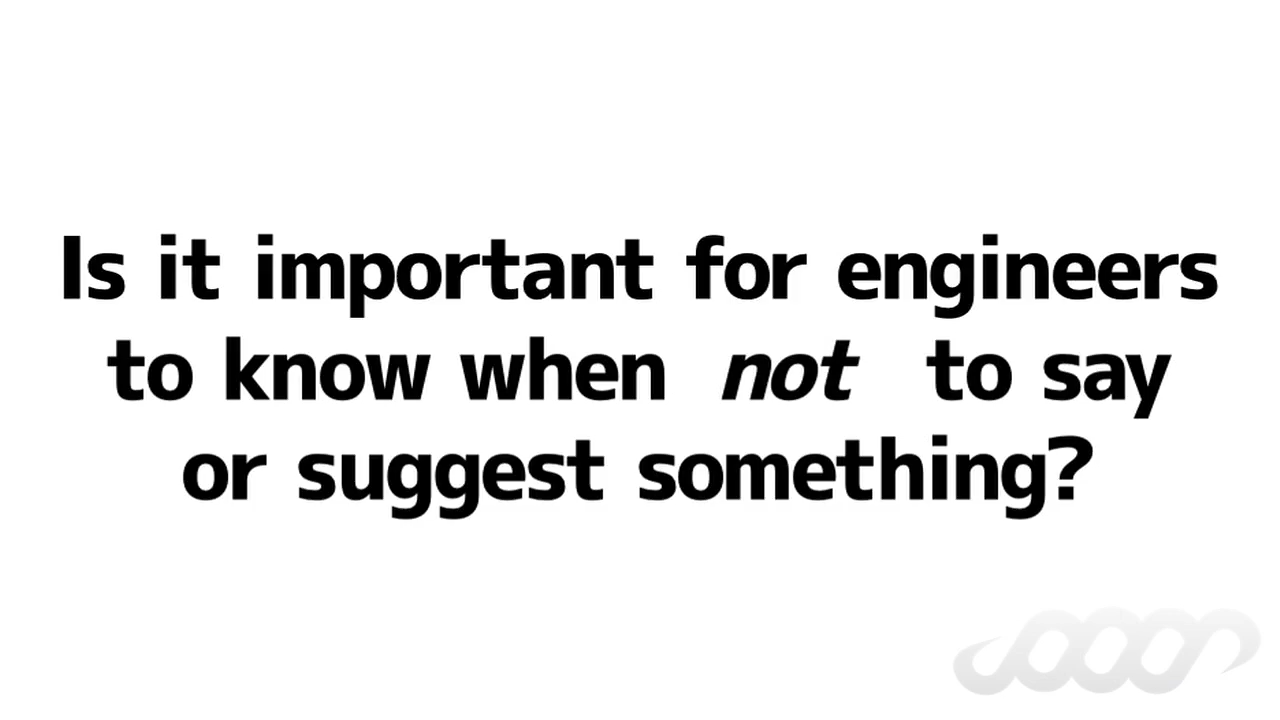 Is it important for engineers
to know when not to say
or suggest something?